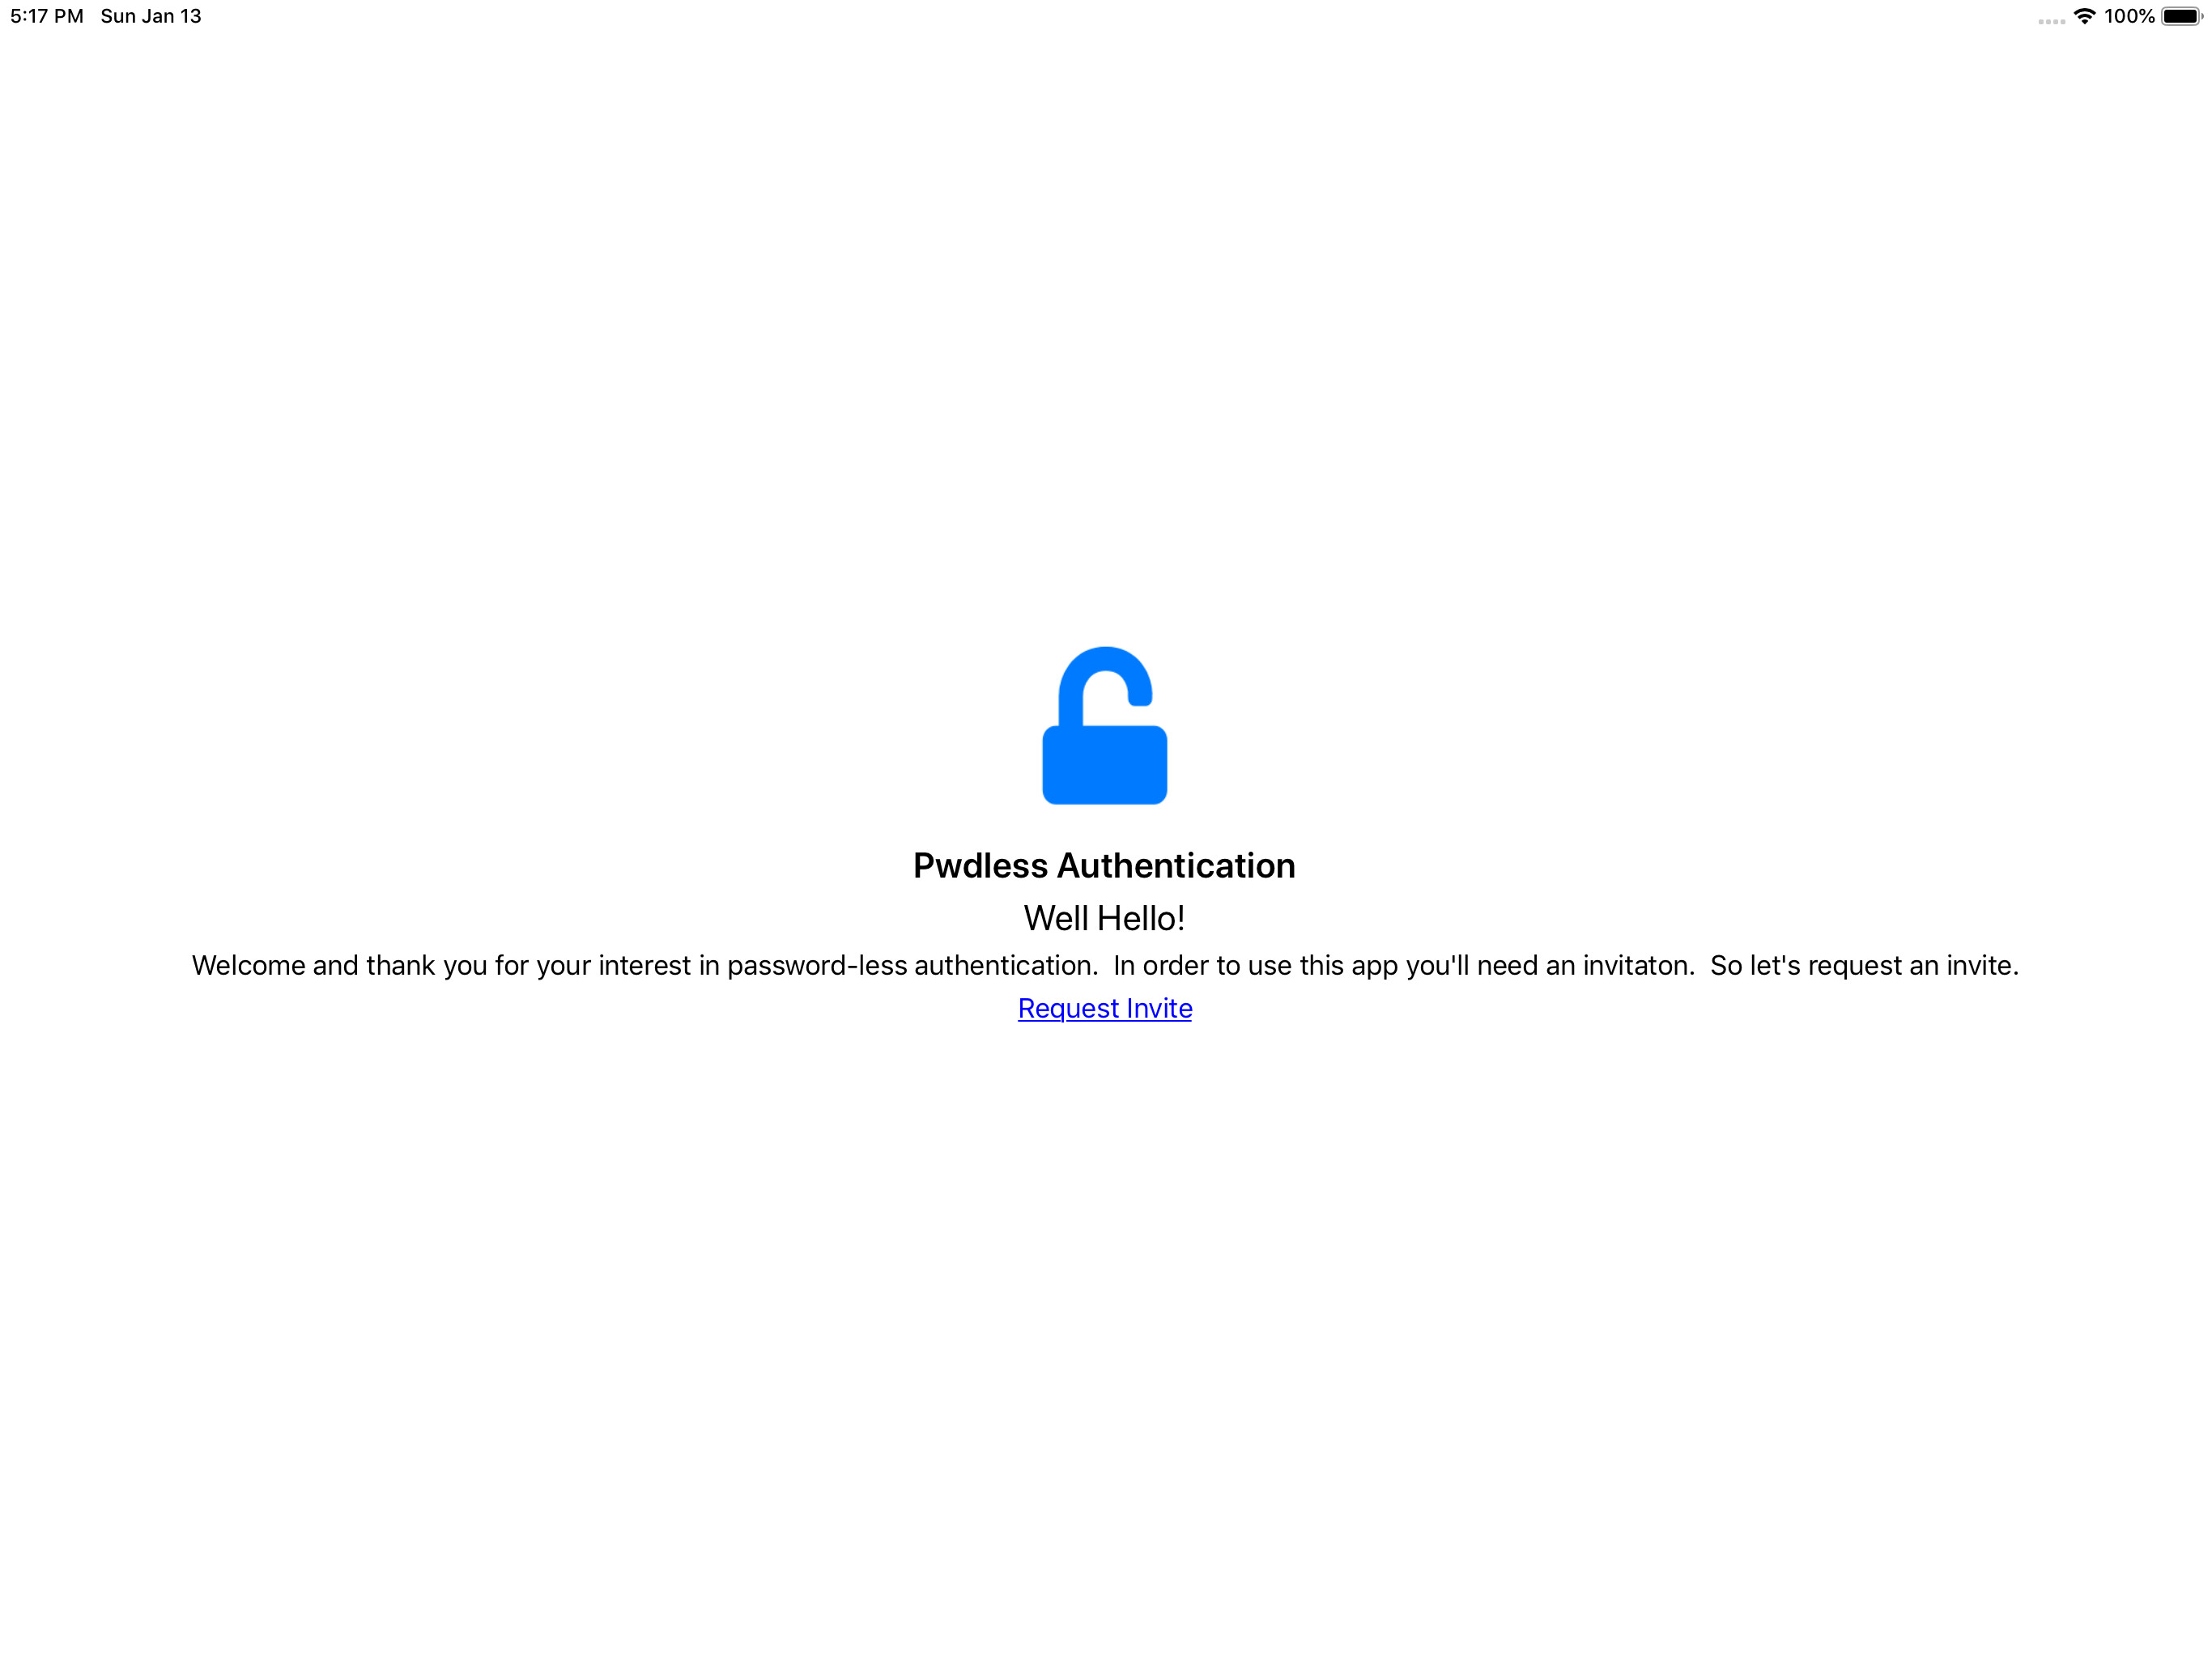 5:17 PM Sun Jan 13 100%
Pwdless Authentication
Well Hello!
Welcome and thank you for your interest in password-less authentication.  In order to use this app you'll need an invitaton.  So let's request an invite.
Request Invite